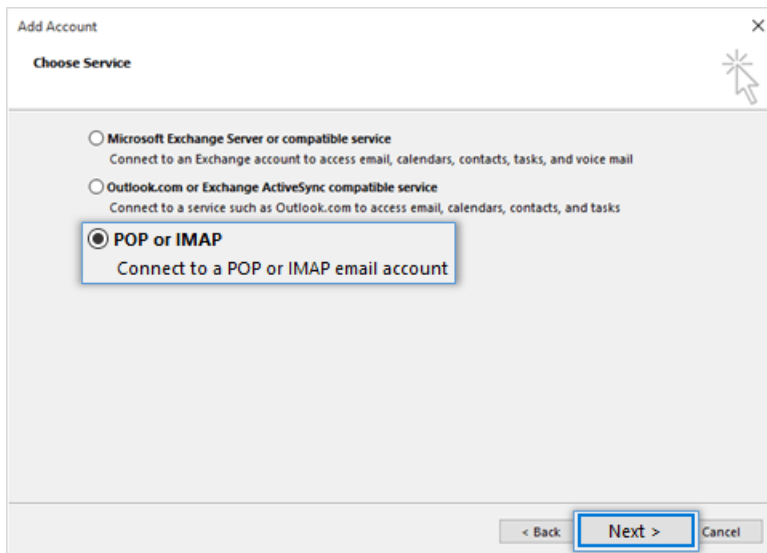 Add Account
Choose Service
Microsoft Exchange Server or compatible service
Connect to an Exchange account to access email, calendars, contacts, tasks, and voice mail
Outlook.com or Exchange ActiveSync compatible service
Connect to a service such as Outlook.com to access email, calendars, contacts, and tasks
POP or IMAP
Connect to a POP or IMAP email account
< Back Next > Cancel